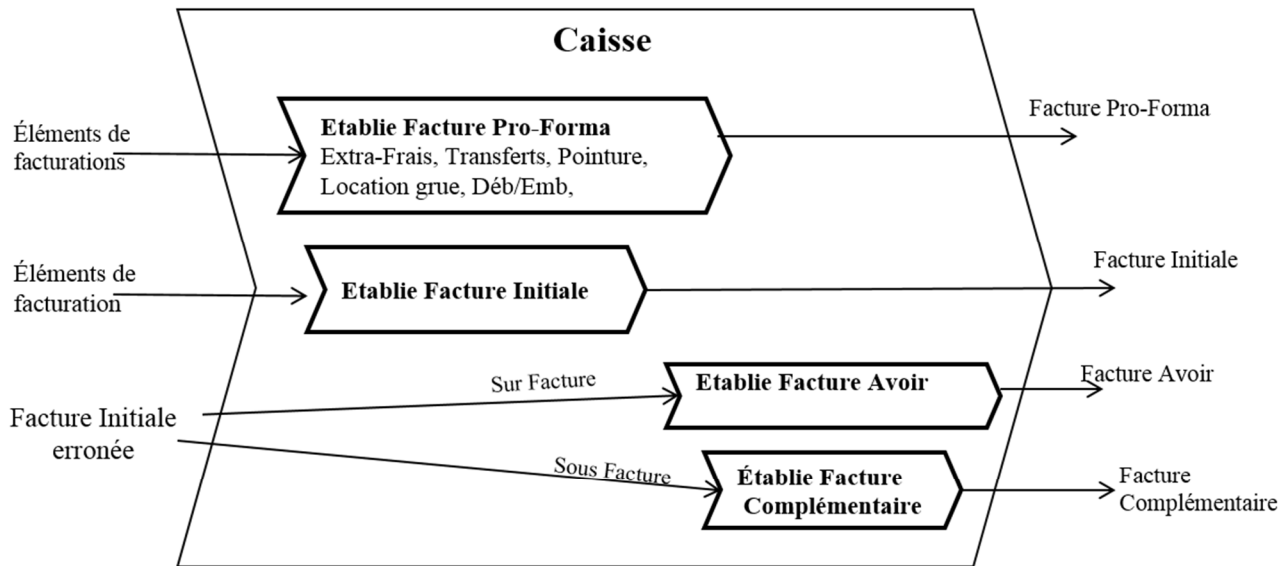 Caisse
Éléments de
facturations
Etablie Facture Pro-Forma
Extra-Frais, Transferts, Pointure,
Location grue, Déb/Emb,
Facture Pro-Forma
Éléments de
facturation
Etablie Facture Initiale
Facture Initiale
Facture Initiale
erronée
Sur Facture
Etablie Facture Avoir
Facture Avoir
Sous Facture
Établie Facture
Complémentaire
Facture
Complémentaire